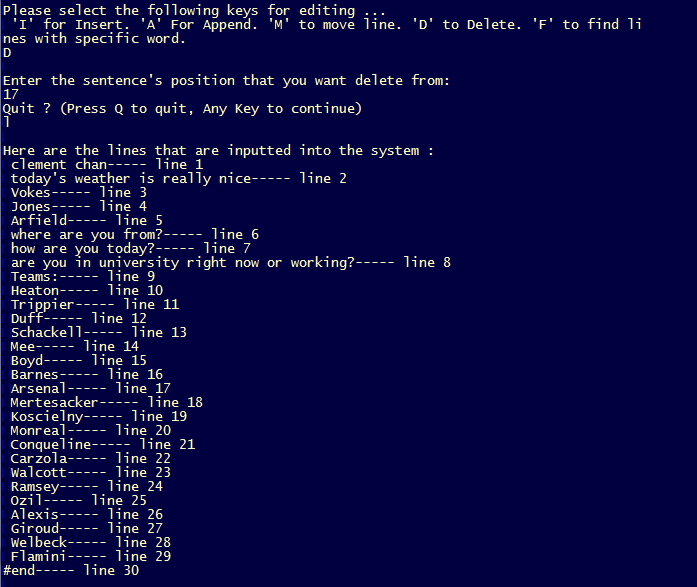 Please select the following keys for editing ...
'I' for Insert. 'A' For Append. 'M' to move line. 'D' to Delete. 'F' to find li
nes with specific word.
D
Enter the sentence's position that you want delete from:
17
Quit ? (Press Q to quit, Any Key to continue)
l
Here are the lines that are inputted into the system :
clement chan----- line 1
today's weather is really nice----- line 2
Vokes----- line 3
Jones----- line 4
Arfield----- line 5
where are you from?----- line 6
how are you today?----- line 7
are you in university right now or working?----- line 8
Teams:----- line 9
Heaton----- line 10
Trippier----- line 11
Duff----- line 12
Schackell----- line 13
Mee----- line 14
Boyd----- line 15
Barnes----- line 16
Arsenal----- line 17
Mertesacker----- line 18
Koscielny----- line 19
Monreal----- line 20
Conqueline----- line 21
Carzola----- line 22
Walcott----- line 23
Ramsey----- line 24
Ozil----- line 25
Alexis----- line 26
Giroud----- line 27
Welbeck----- line 28
Flamini----- line 29
#end----- line 30